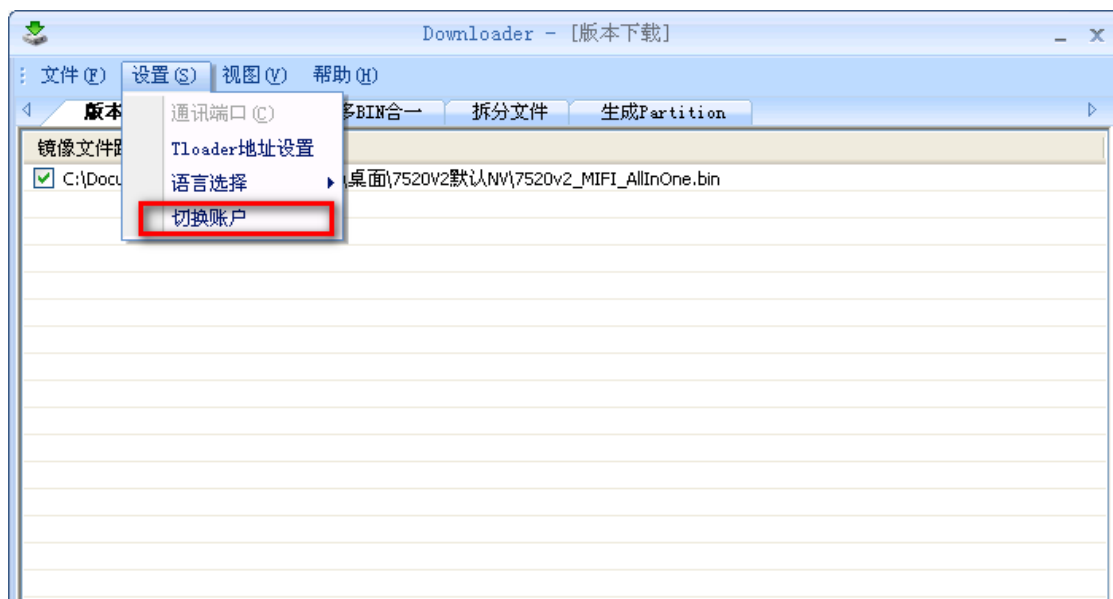 Downloader - [版本下载]
文件(F) 设置(S) 视图(V) 帮助(H)
版本 多BIN合一 拆分文件 生成Partition
通讯端口(C)
镜像文件路
Tloader地址设置
C:\Docu \桌面\7520V2默认NV\7520v2_MIFI_AllInOne.bin
语言选择
切换账户